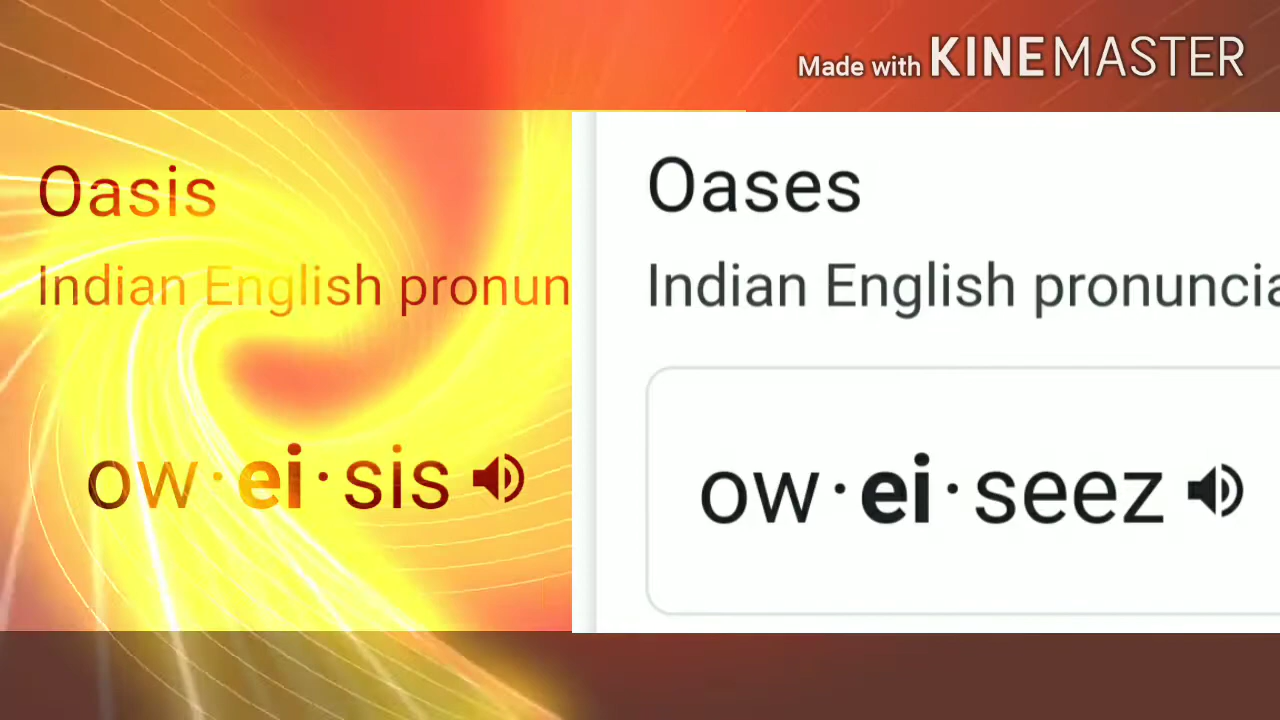 Made with KINEMASTER
Oasis
Indian English pronun
ow·ei·sis
Oases
Indian English pronuncia
ow·ei·seez